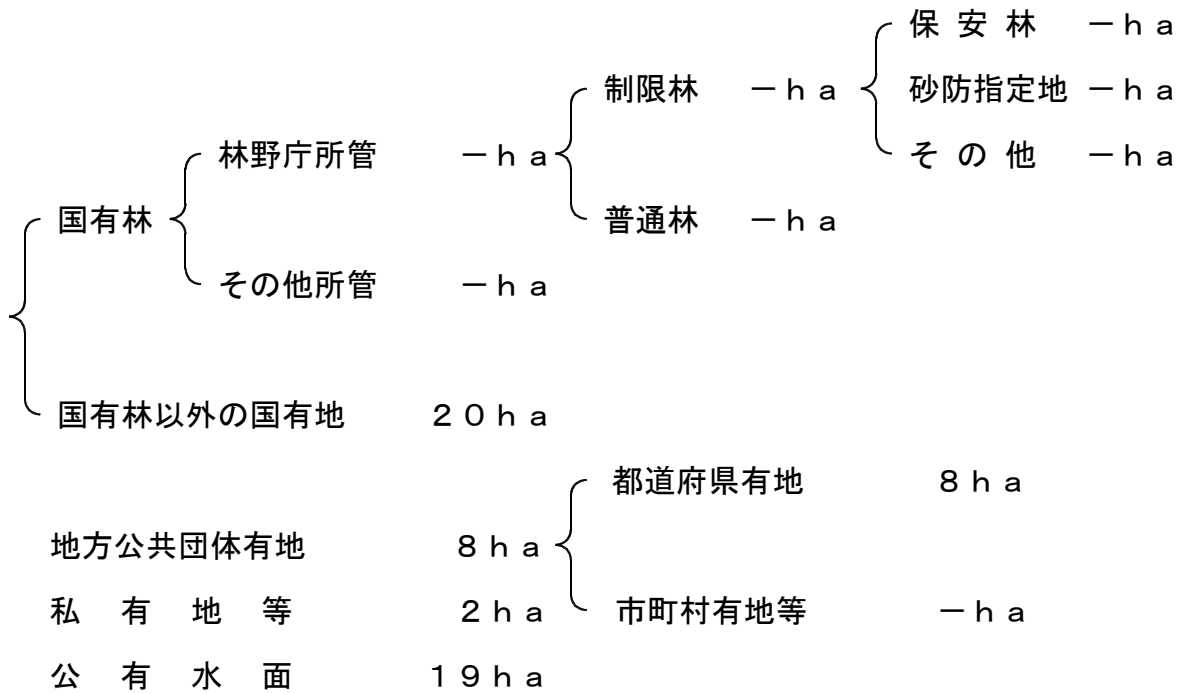 保 安 林 －ｈａ
制限林 －ｈａ 砂防指定地 －ｈａ
林野庁所管 －ｈａ そ の 他 －ｈａ
国有林 普通林 －ｈａ
その他所管 －ｈａ
国有林以外の国有地 ２０ｈａ
都道府県有地 ８ｈａ
地方公共団体有地 ８ｈａ
私 有 地 等 ２ｈａ 市町村有地等 －ｈａ
公 有 水 面 １９ｈａ